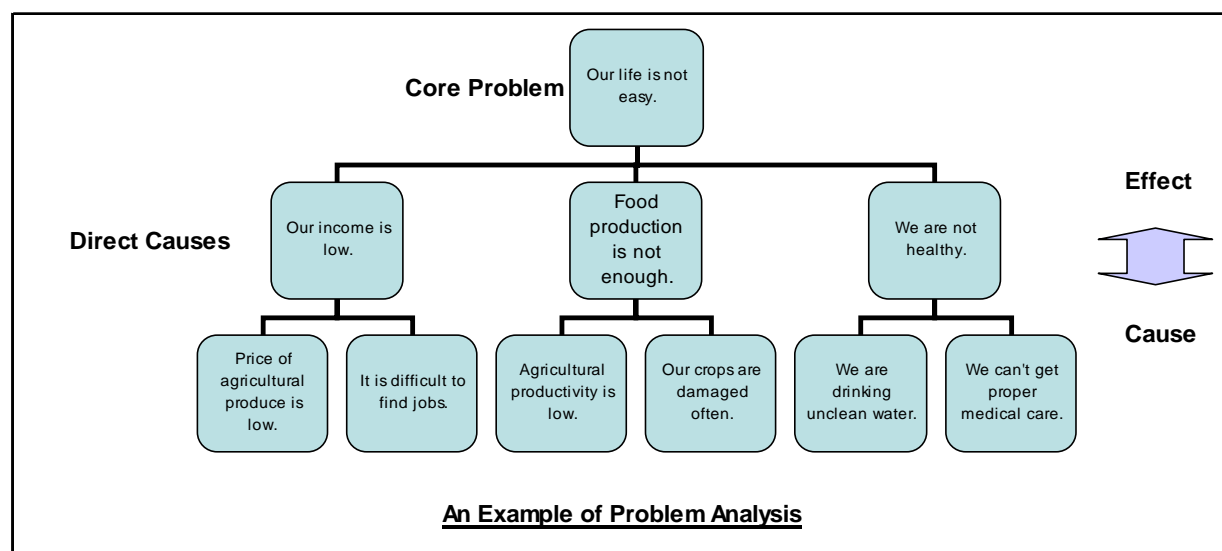 Core Problem
Our life is not
easy.
Effect
Direct Causes
Our income is
low.
Food
production
is not
enough.
We are not
healthy.
Cause
Price of
agricultural
produce is
low.
It is difficult to
find jobs.
Agricultural
productivity is
low.
Our crops are
damaged
often.
We are
drinking
unclean water.
We can't get
proper
medical care.
An Example of Problem Analysis